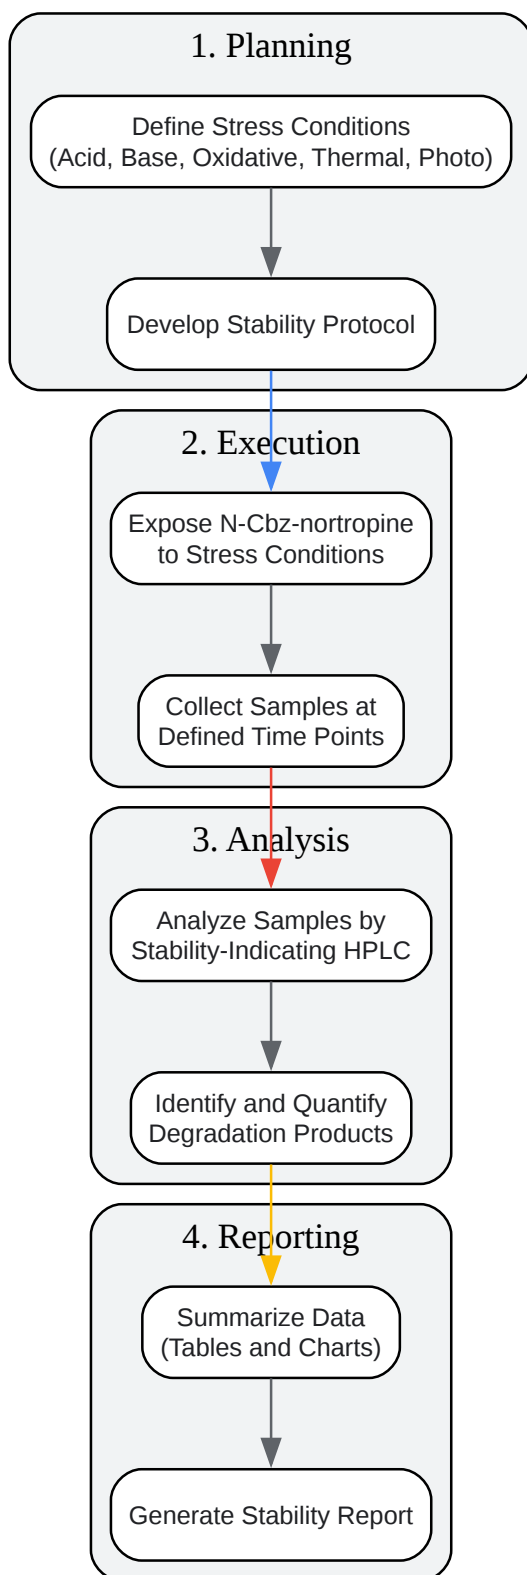 1. Planning
Define Stress Conditions
(Acid, Base, Oxidative, Thermal, Photo)
Develop Stability Protocol
2. Execution
Expose N-Cbz-nortropine
to Stress Conditions
Collect Samples at
Defined Time Points
3. Analysis
Analyze Samples by
Stability-Indicating HPLC
Identify and Quantify
Degradation Products
4. Reporting
Summarize Data
(Tables and Charts)
Generate Stability Report